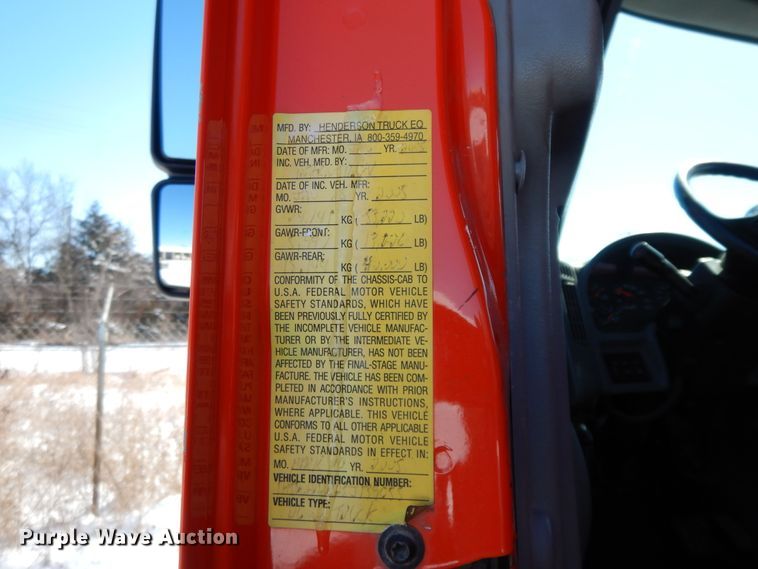 MFD. BY: HENDERSON TRUCK EQ
MANCHESTER, IA 800-359-4970
DATE OF MFR: MO. YR.
INC. VEH. MFD. BY:
DATE OF INC. VEH. MFR:
MO. YR. 2005
GVWR:
KG ( LB)
GAWR-FRONT:
KG ( LB)
GAWR-REAR:
KG ( LB)
CONFORMITY OF THE CHASSIS-CAB TO
U.S.A. FEDERAL MOTOR VEHICLE
SAFETY STANDARDS, WHICH HAVE
BEEN PREVIOUSLY FULLY CERTIFIED BY
THE INCOMPLETE VEHICLE MANUFAC-
TURER OR BY THE INTERMEDIATE VE-
HICLE MANUFACTURER, HAS NOT BEEN
AFFECTED BY THE FINAL-STAGE MANU-
FACTURE. THE VEHICLE HAS BEEN COM-
PLETED IN ACCORDANCE WITH PRIOR
MANUFACTURER'S INSTRUCTIONS,
WHERE APPLICABLE. THIS VEHICLE
CONFORMS TO ALL OTHER APPLICABLE
U.S.A. FEDERAL MOTOR VEHICLE
SAFETY STANDARDS IN EFFECT IN:
MO. YR. 2005
VEHICLE IDENTIFICATION NUMBER:
VEHICLE TYPE:
Purple Wave Auction